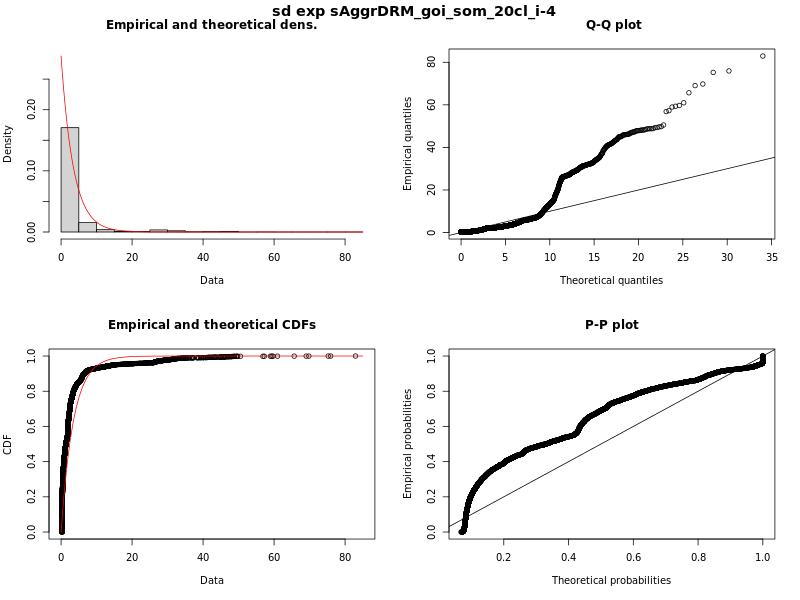 sd exp sAggrDRM_goi_som_20cl_i-4
Empirical and theoretical dens.
Density
0.00 0.10 0.20
0 20 40 60 80
Data
Q-Q plot
Empirical quantiles
0 20 40 60 80
0 5 10 15 20 25 30 35
Theoretical quantiles
Empirical and theoretical CDFs
CDF
0.0 0.2 0.4 0.6 0.8 1.0
0 20 40 60 80
Data
P-P plot
Empirical probabilities
0.0 0.2 0.4 0.6 0.8 1.0
0.2 0.4 0.6 0.8 1.0
Theoretical probabilities